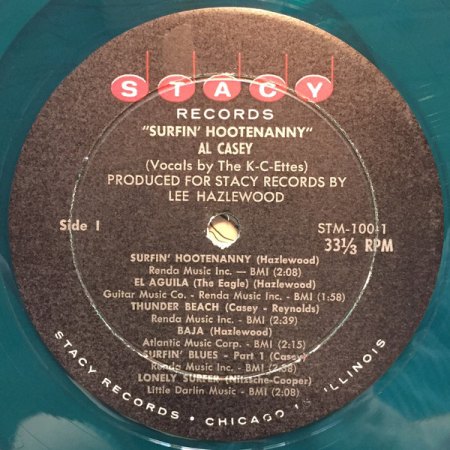 STACY
RECORDS
"SURFIN' HOOTENANNY"
AL CASEY
(Vocals by The K-C-Ettes)
PRODUCED FOR STACY RECORDS BY
LEE HAZLEWOOD
Side 1
STM-100-1
33⅓ RPM
SURFIN' HOOTENANNY (Hazlewood)
Renda Music Inc. — BMI (2:08)
EL AGUILA (The Eagle) (Hazlewood)
Guitar Music Co. - Renda Music Inc. - BMI (1:58)
THUNDER BEACH (Casey - Reynolds)
Renda Music Inc. - BMI (2:39)
BAJA (Hazlewood)
Atlantic Music Corp. - BMI (2:15)
SURFIN' BLUES - Part 1 (Casey)
Renda Music Inc. - BMI (3:38)
LONELY SURFER (Nitzsche-Cooper)
Little Darlin Music - BMI (2:08)
STACY RECORDS • CHICAGO 1, ILLINOIS